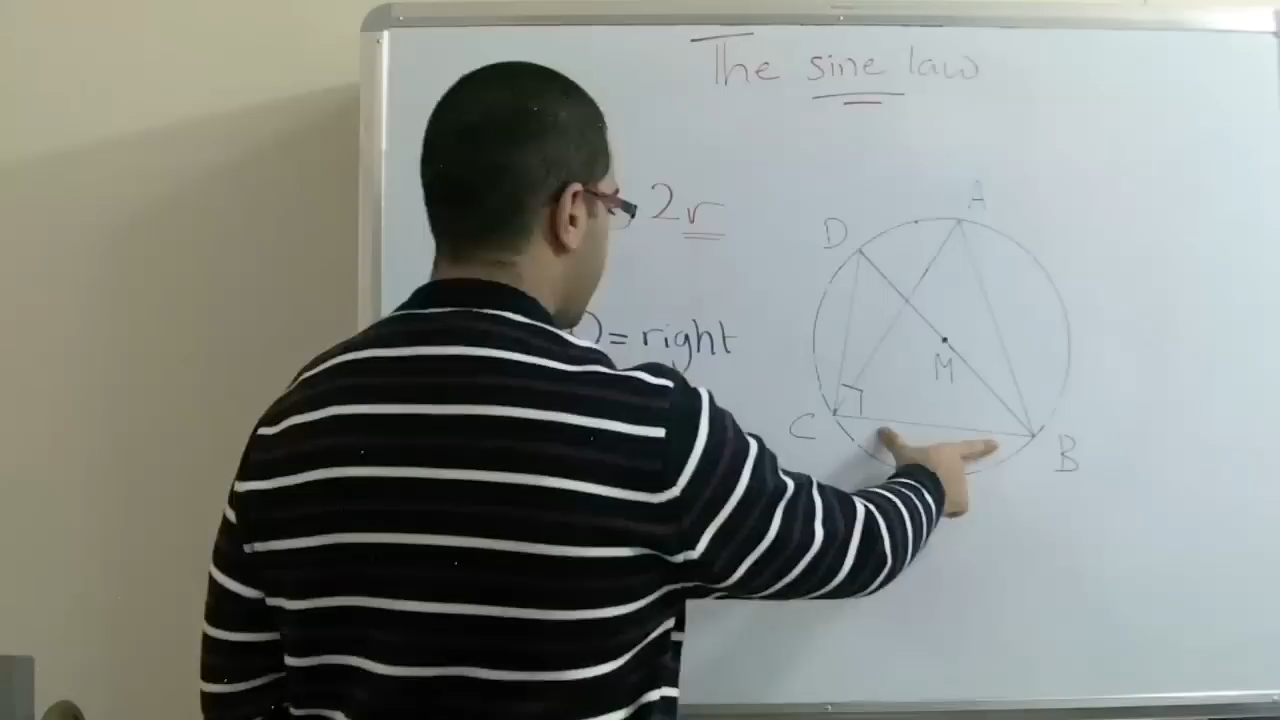 The sine law
2r
A
D
= right
M
C
B